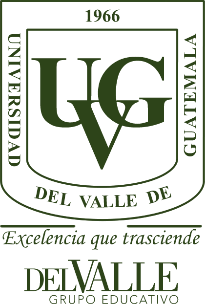 1966
UNIVERSIDAD
UVG
DEL VALLE DE
GUATEMALA
Excelencia que trasciende
DELVALLE
GRUPO EDUCATIVO